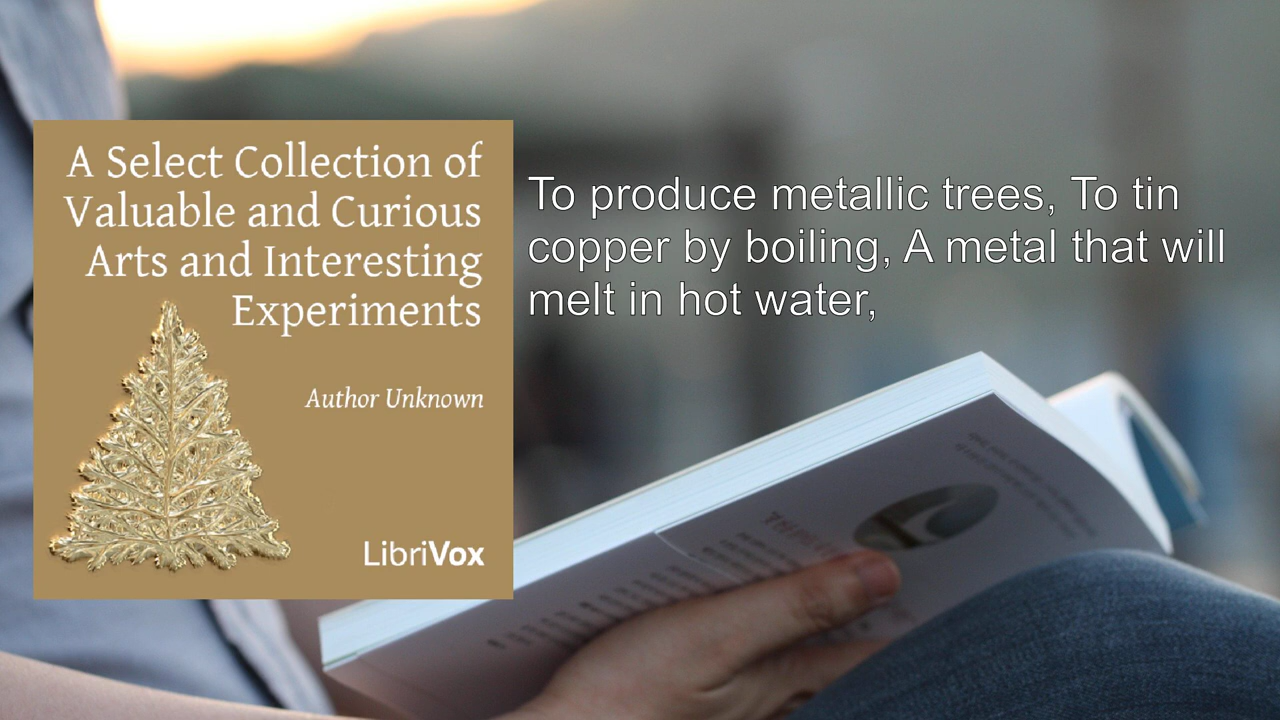 A Select Collection of
Valuable and Curious
Arts and Interesting
Experiments
Author Unknown
LibriVox
To produce metallic trees, To tin
copper by boiling, A metal that will
melt in hot water,